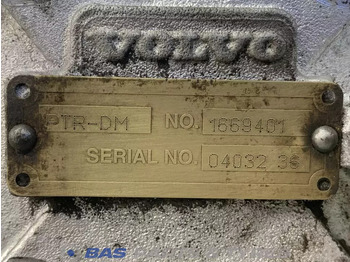 VOLVO
PTR-DM NO. 1669401
SERIAL NO. 04032 36
BAS